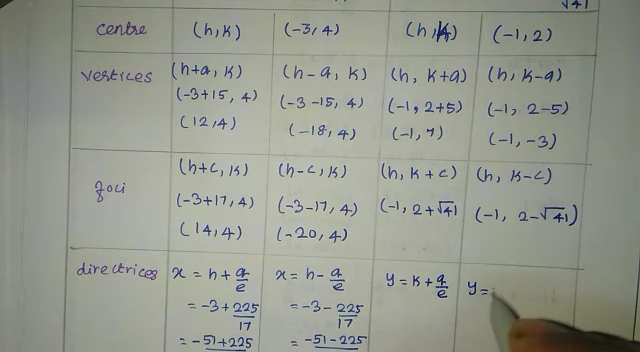 √41
centre (h, k) (-3, 4) (h, k) (-1, 2)
vertices (h+a, k) (h-a, k) (h, k+a) (h, k-a)
(-3+15, 4) (-3-15, 4) (-1, 2+5) (-1, 2-5)
(12, 4) (-18, 4) (-1, 7) (-1, -3)
foci (h+c, k) (h-c, k) (h, k+c) (h, k-c)
(-3+17, 4) (-3-17, 4) (-1, 2+√41 (-1, 2-√41)
(14, 4) (-20, 4)
directrices x = h + a/e x = h - a/e y = k + a/e y =
= -3 + 225/17 = -3 - 225/17
= -51+225 = -51-225